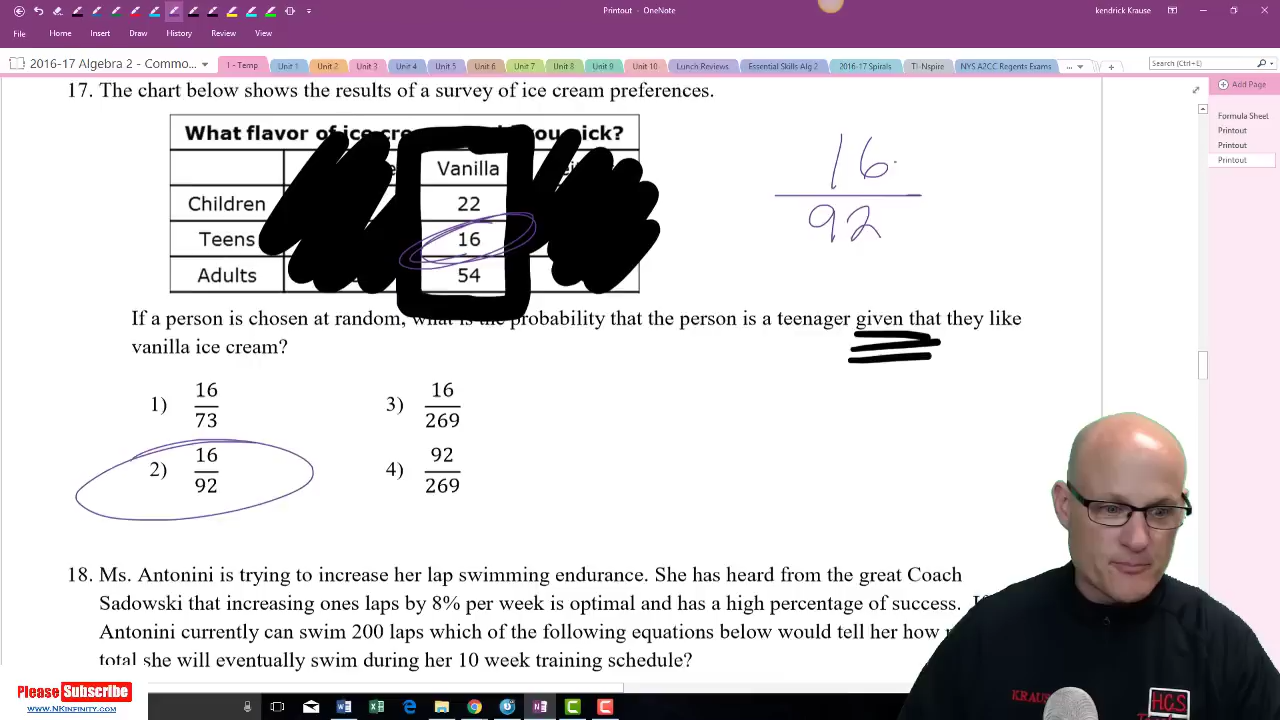 Printout - OneNote
kendrick Krause
File Home Insert Draw History Review View
2016-17 Algebra 2 - Commo...
1 - Temp Unit 1 Unit 2 Unit 3 Unit 4 Unit 5 Unit 6 Unit 7 Unit 8 Unit 9 Unit 10 Lunch Reviews Essential Skills Alg 2 2016-17 Spirals TI-Nspire NYS A2CC Regents Exams ...
Search (Ctrl+E)
Add Page
Formula Sheet
Printout
Printout
Printout
17. The chart below shows the results of a survey of ice cream preferences.
What flavor of ice pick?
Vanilla
Children 22
Teens 16
Adults 54
16
92
If a person is chosen at random, what is the probability that the person is a teenager given that they like
vanilla ice cream?
1) 16/73
3) 16/269
2) 16/92
4) 92/269
18. Ms. Antonini is trying to increase her lap swimming endurance. She has heard from the great Coach
Sadowski that increasing ones laps by 8% per week is optimal and has a high percentage of success.
Antonini currently can swim 200 laps which of the following equations below would tell her how
total she will eventually swim during her 10 week training schedule?
Please Subscribe
www.NKinfinity.com
KRAUS
H.G.S.